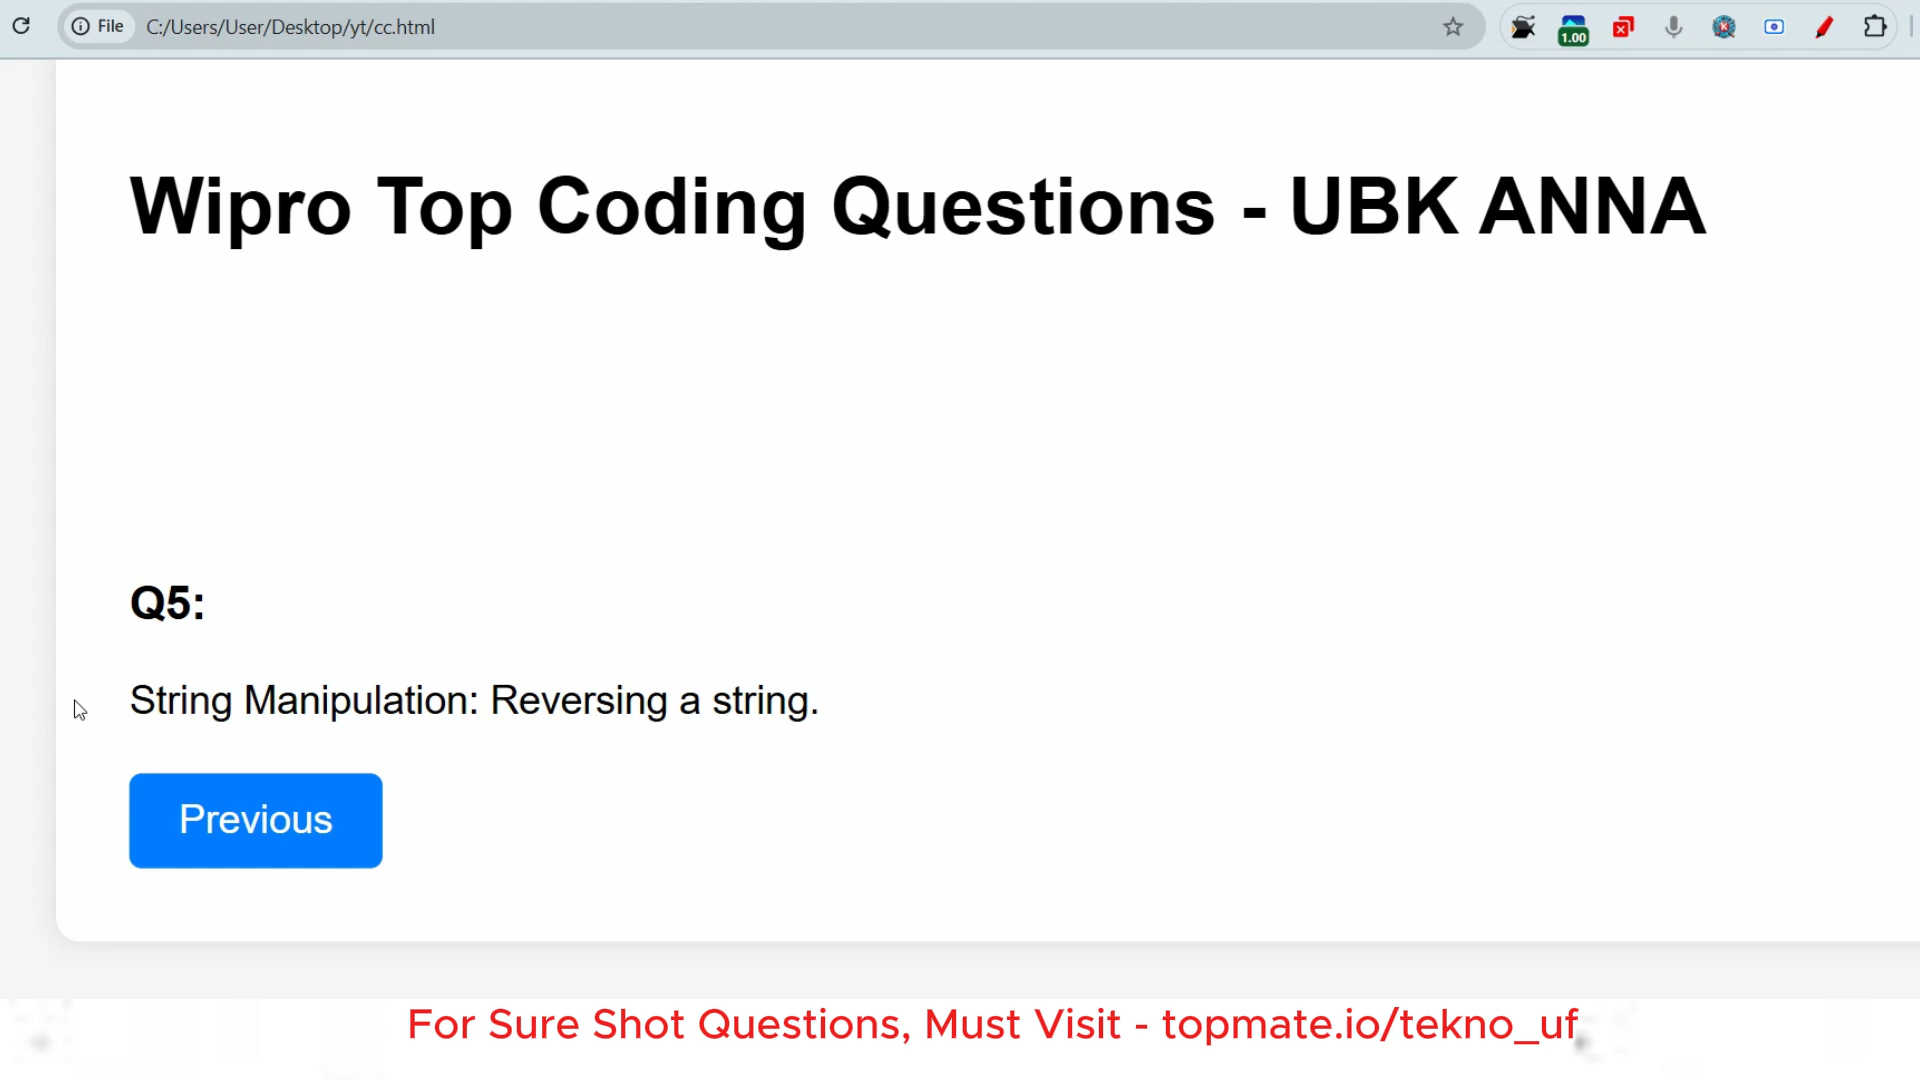 File C:/Users/User/Desktop/yt/cc.html
1.00
Wipro Top Coding Questions - UBK ANNA
Q5:
String Manipulation: Reversing a string.
Previous
For Sure Shot Questions, Must Visit - topmate.io/tekno_uf